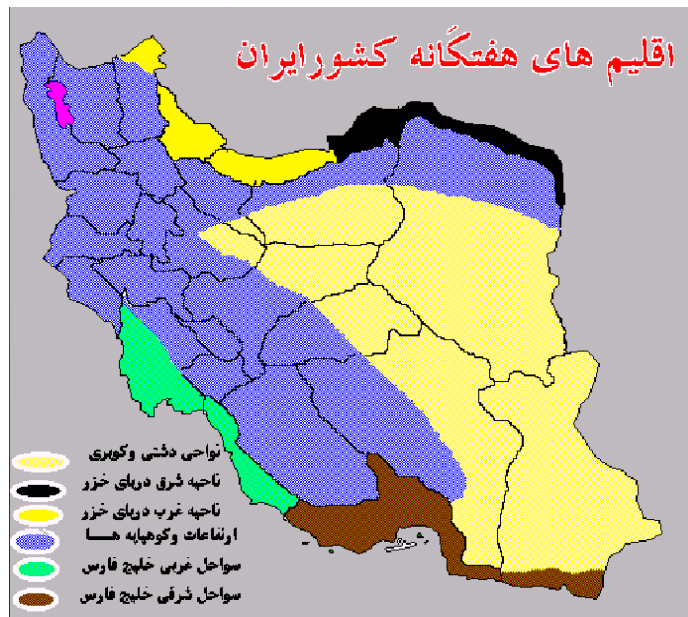 اقلیم های هفتگانه کشورایران
نواحی دشتی وکویری
ناحیه شرق دریای خزر
ناحیه غرب دریای خزر
ارتفاعات وکوهپایه هـــا
سواحل غربی خلیج فارس
سواحل شرقی خلیج فارس